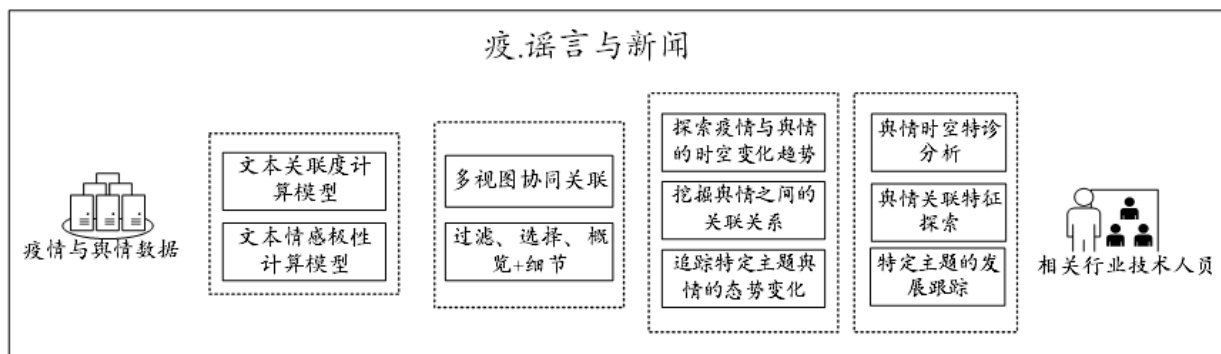 疫.谣言与新闻
疫情与舆情数据
文本关联度计
算模型
文本情感极性
计算模型
多视图协同关联
过滤、选择、概
览+细节
探索疫情与舆情
的时空变化趋势
挖掘舆情之间的
关联关系
追踪特定主题舆
情的态势变化
舆情时空特诊
分析
舆情关联特征
探索
特定主题的发
展跟踪
相关行业技术人员